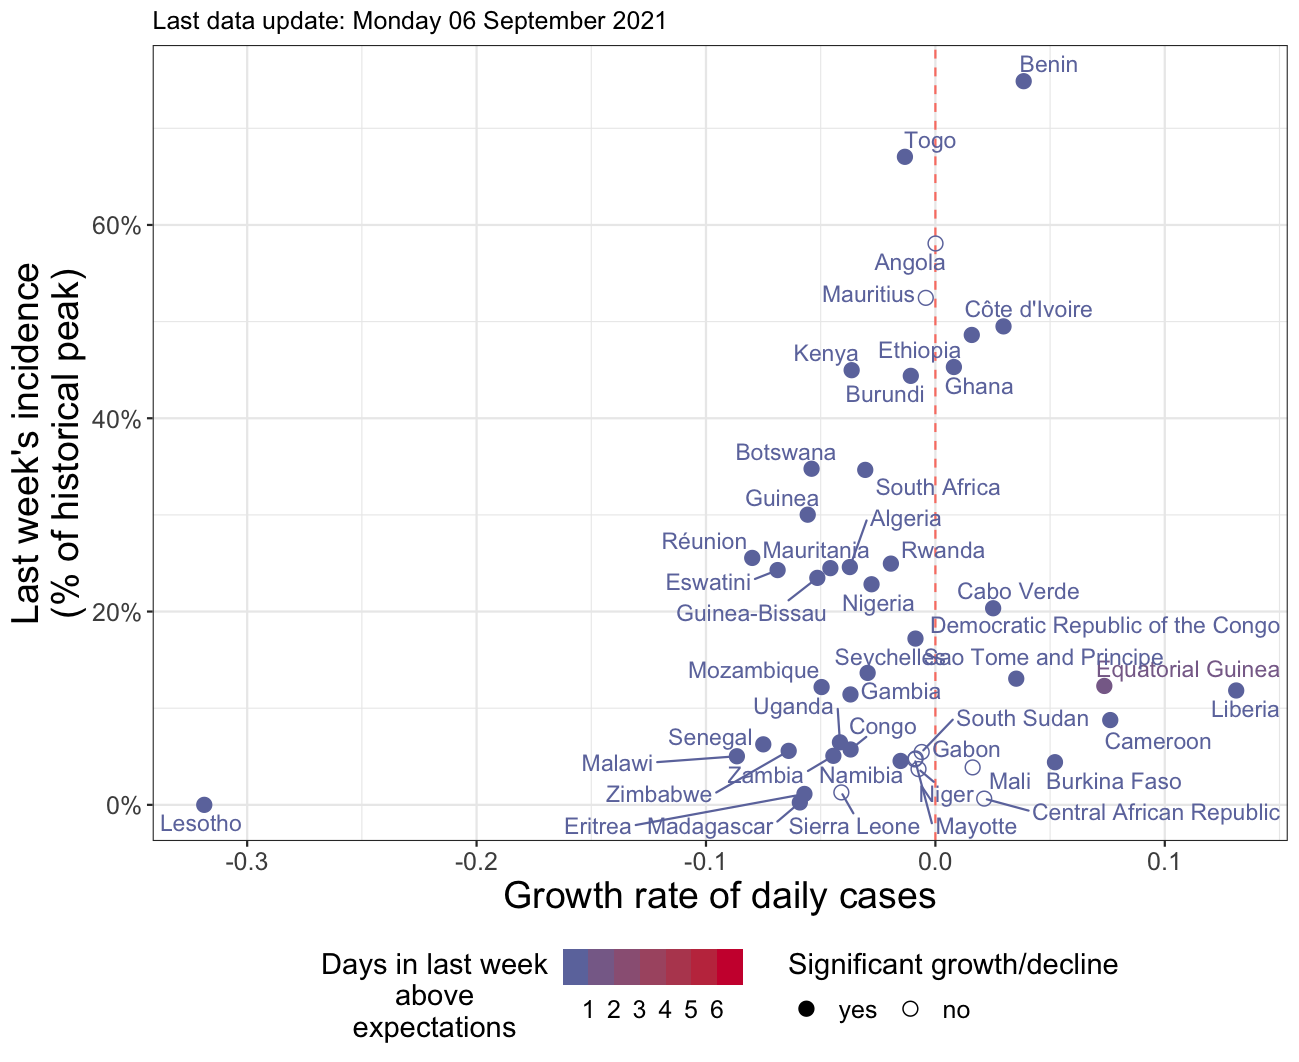 Last data update: Monday 06 September 2021
Benin
Togo
60%
Angola
Mauritius
Côte d'Ivoire
Ethiopia
Kenya
Ghana
Burundi
40%
Botswana
South Africa
Guinea
Algeria
Réunion
Mauritania
Rwanda
Eswatini
Guinea-Bissau
Nigeria
Cabo Verde
20%
Democratic Republic of the Congo
Seychelles
Sao Tome and Principe
Equatorial Guinea
Mozambique
Gambia
Uganda
Liberia
South Sudan
Congo
Senegal
Cameroon
Gabon
Malawi
Zambia
Namibia
Mali
Burkina Faso
Zimbabwe
Niger
0%
Central African Republic
Lesotho
Eritrea
Madagascar
Sierra Leone
Mayotte
Last week's incidence
(% of historical peak)
-0.3
-0.2
-0.1
0.0
0.1
Growth rate of daily cases
Days in last week
above
expectations
1 2 3 4 5 6
Significant growth/decline
yes
no